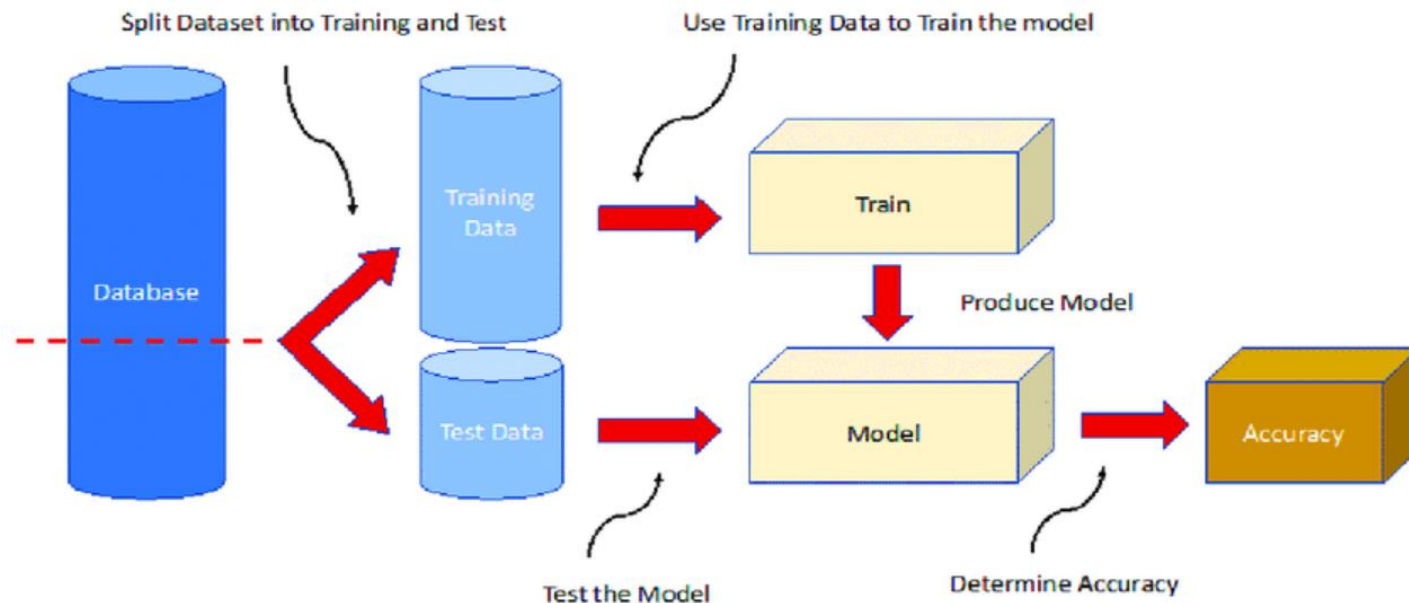 Split Dataset into Training and Test
Use Training Data to Train the model
Database
Training
Data
Train
Produce Model
Test Data
Model
Accuracy
Test the Model
Determine Accuracy